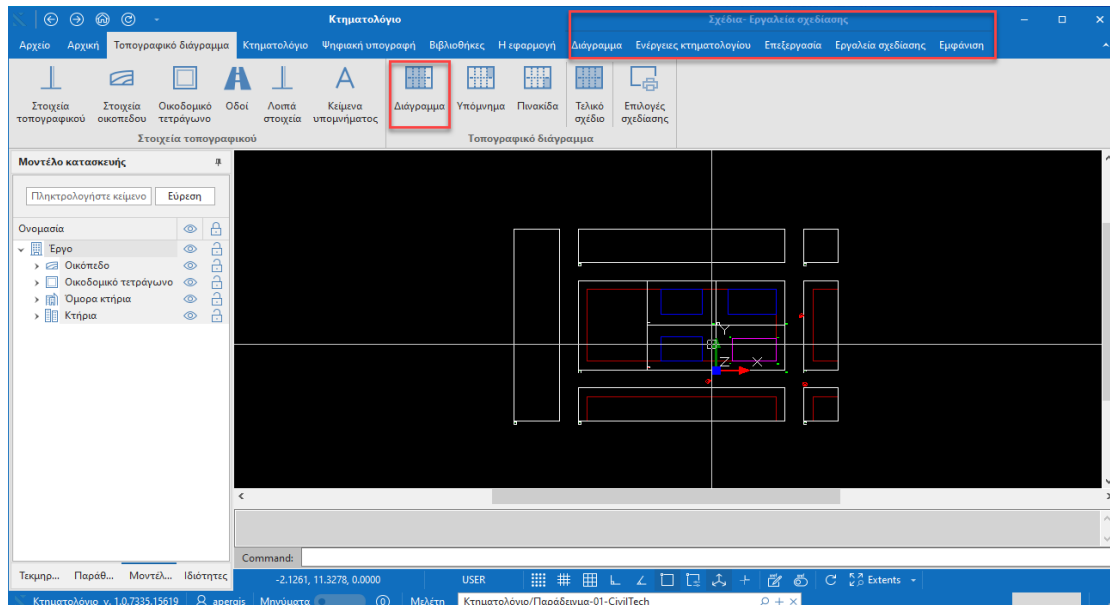 Κτηματολόγιο
Σχέδια- Εργαλεία σχεδίασης
Αρχείο Αρχική Τοπογραφικό διάγραμμα Κτηματολόγιο Ψηφιακή υπογραφή Βιβλιοθήκες Η εφαρμογή Διάγραμμα Ενέργειες κτηματολογίου Επεξεργασία Εργαλεία σχεδίασης Εμφάνιση
Στοιχεία Στοιχεία Οικοδομικό Οδοί Λοιπά Κείμενα Διάγραμμα Υπόμνημα Πινακίδα Τελικό Επιλογές
τοπογραφικού οικοπεδου τετράγωνο στοιχεία υπομνήματος σχέδιο σχεδίασης
Στοιχεία τοπογραφικού Τοπογραφικό διάγραμμα
Μοντέλο κατασκευής
Πληκτρολογήστε κείμενο Εύρεση
Ονομασία
Έργο
Οικόπεδο
Οικοδομικό τετράγωνο
Όμορα κτήρια
Κτήρια
Y
Z X
Command:
Τεκμηρ... Παράθ... Μοντέλ... Ιδιότητες -2.1261, 11.3278, 0.0000 USER Extents
Κτηματολόγιο v. 1.0.7335.15619 apergis Μηνύματα (0) Μελέτη Κτηματολόγιο/Παράδειγμα-01-CivilTech